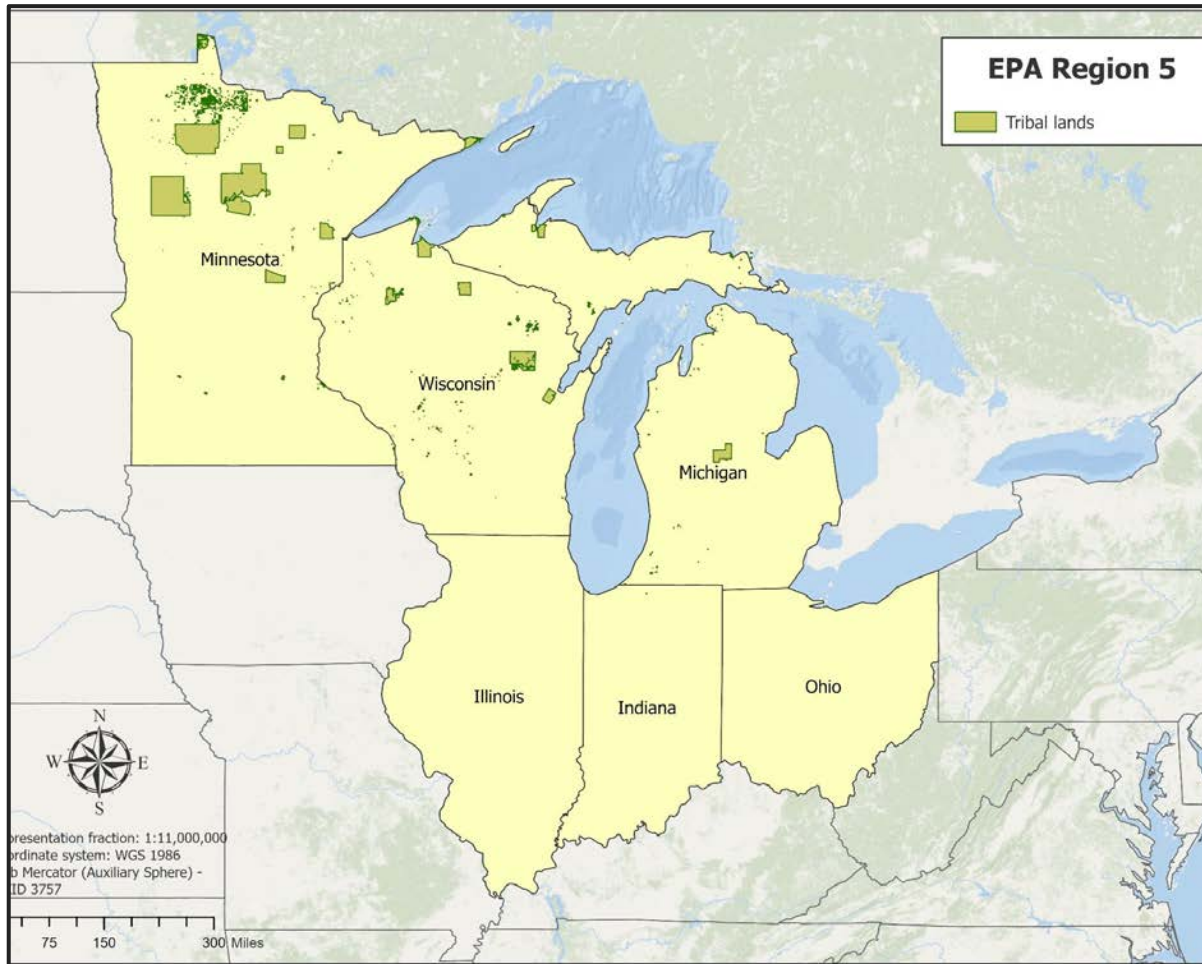 EPA Region 5
Tribal lands
Minnesota
Wisconsin
Michigan
Illinois
Indiana
Ohio
N
W E
S
presentation fraction: 1:11,000,000
ordinate system: WGS 1986
b Mercator (Auxiliary Sphere) -
ID 3757
75 150 300 Miles